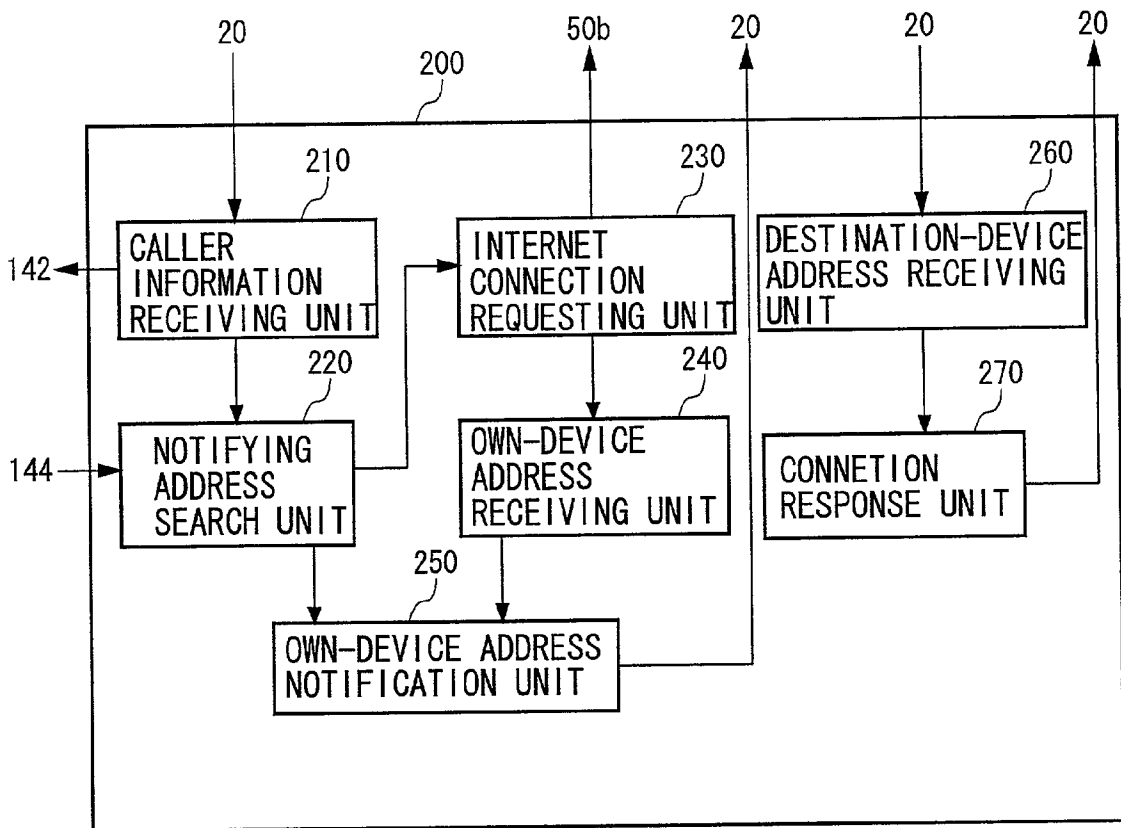 20
50b
20
20
20
200
210
230
260
CALLER
INFORMATION
RECEIVING UNIT
INTERNET
CONNECTION
REQUESTING UNIT
DESTINATION-DEVICE
ADDRESS RECEIVING
UNIT
142
220
240
270
NOTIFYING
ADDRESS
SEARCH UNIT
OWN-DEVICE
ADDRESS
RECEIVING UNIT
CONNETION
RESPONSE UNIT
144
250
OWN-DEVICE ADDRESS
NOTIFICATION UNIT